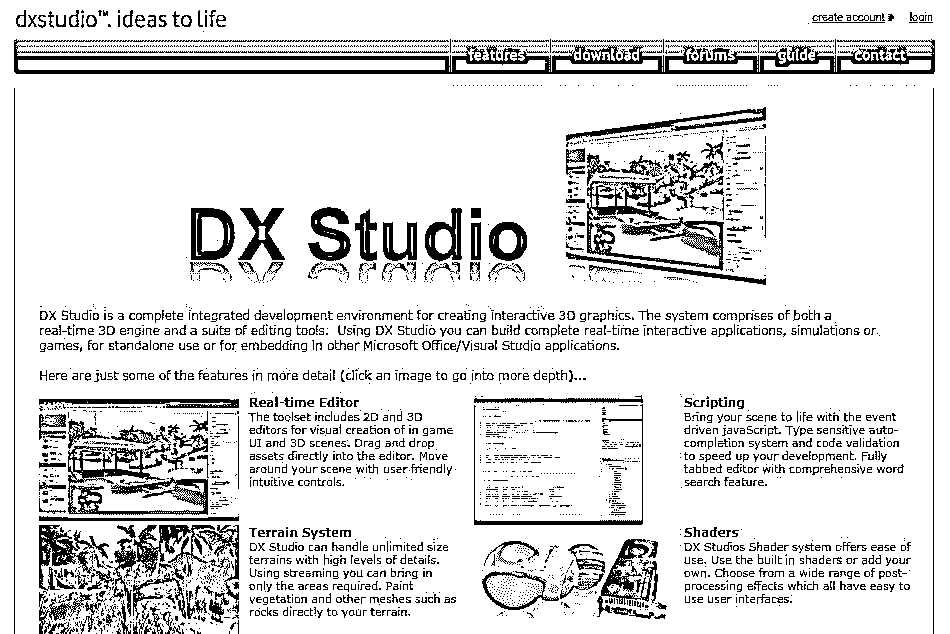 dxstudio™. ideas to life
create account
login
features
download
forums
guide
contact
DX Studio
DX Studio is a complete integrated development environment for creating interactive 3D graphics. The system comprises of both a
real-time 3D engine and a suite of editing tools. Using DX Studio you can build complete real-time interactive applications, simulations or
games, for standalone use or for embedding in other Microsoft Office/Visual Studio applications.
Here are just some of the features in more detail (click an image to go into more depth)...
Real-time Editor
The toolset includes 2D and 3D
editors for visual creation of in game
UI and 3D scenes. Drag and drop
assets directly into the editor. Move
around your scene with user-friendly
intuitive controls.
Scripting
Bring your scene to life with the event
driven javaScript. Type sensitive auto-
completion system and code validation
to speed up your development. Fully
tabbed editor with comprehensive word
search feature.
Terrain System
DX Studio can handle unlimited size
terrains with high levels of details.
Using streaming you can bring in
only the areas required. Paint
vegetation and other meshes such as
rocks directly to your terrain.
Shaders
DX Studios Shader system offers ease of
use. Use the built in shaders or add your
own. Choose from a wide range of post-
processing effects which all have easy to
use user interfaces.